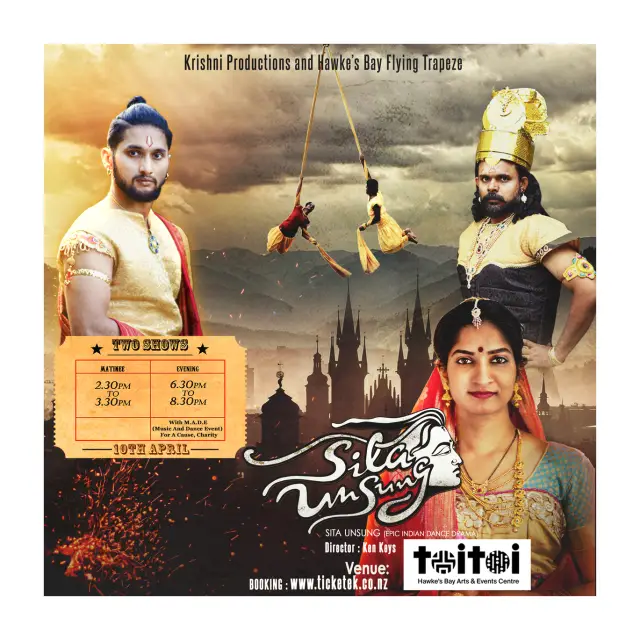 Krishni Productions and Hawke's Bay Flying Trapeze
★ TWO SHOWS ★
MATINEE
2.30PM
TO
3.30PM
EVENING
6.30PM
TO
8.30PM
With M.A.D.E
(Music And Dance Event)
For A Cause, Charity
10TH APRIL
Sita
Unsung
SITA UNSUNG (EPIC INDIAN DANCE DRAMA)
Director : Ken Keys
Venue:
BOOKING : www.ticketek.co.nz
toitoi
Hawke's Bay Arts & Events Centre